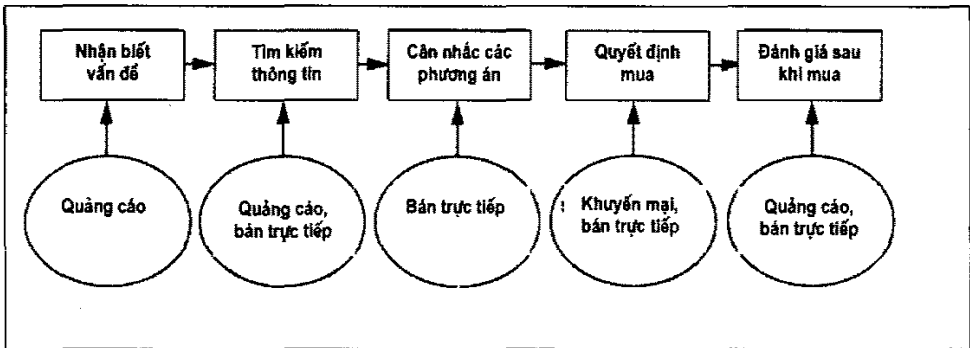 Nhận biết
vấn đề
Tìm kiếm
thông tin
Cân nhắc các
phương án
Quyết định
mua
Đánh giá sau
khi mua
Quảng cáo
Quảng cáo,
bán trực tiếp
Bán trực tiếp
Khuyến mại,
bán trực tiếp
Quảng cáo,
bán trực tiếp